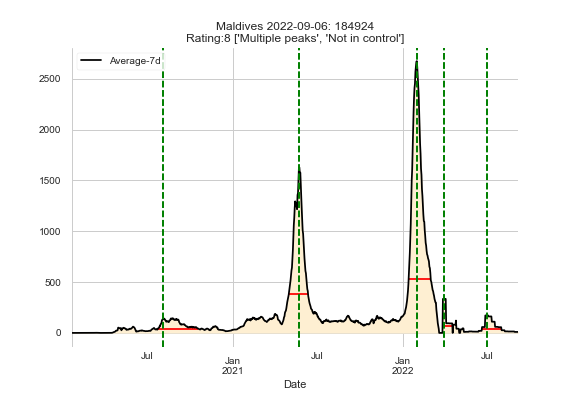 Maldives 2022-09-06: 184924
Rating:8 ['Multiple peaks', 'Not in control']
Average-7d
2500
2000
1500
1000
500
0
Jul
Jan
2021
Jul
Jan
2022
Jul
Date